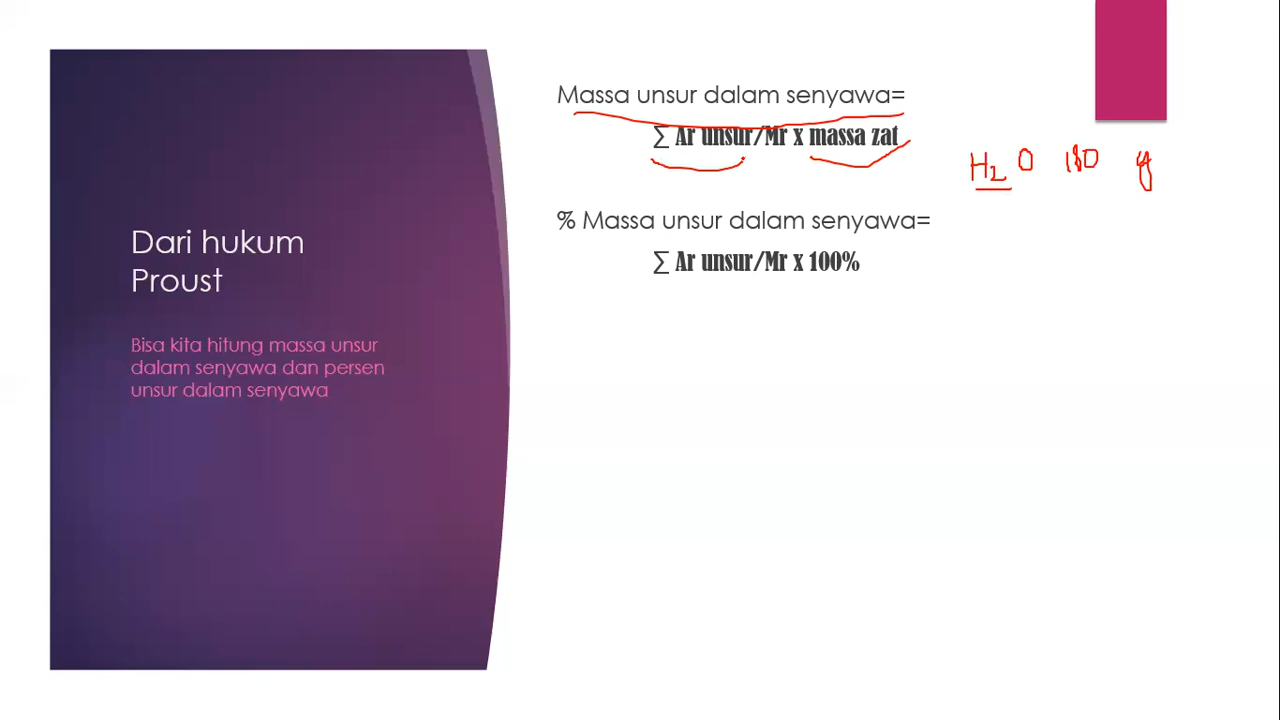 Massa unsur dalam senyawa=
∑ Ar unsur/Mr x massa zat
H₂O 180 g
% Massa unsur dalam senyawa=
∑ Ar unsur/Mr x 100%
Dari hukum
Proust
Bisa kita hitung massa unsur
dalam senyawa dan persen
unsur dalam senyawa